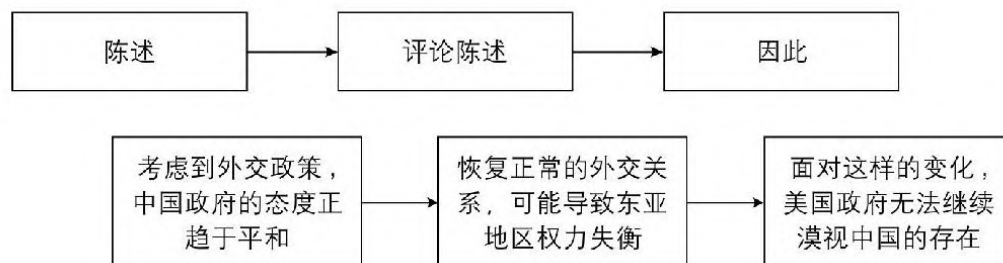 陈述
评论陈述
因此
考虑到外交政策，
中国政府的态度正
趋于平和
恢复正常的外交关
系，可能导致东亚
地区权力失衡
面对这样的变化，
美国政府无法继续
漠视中国的存在